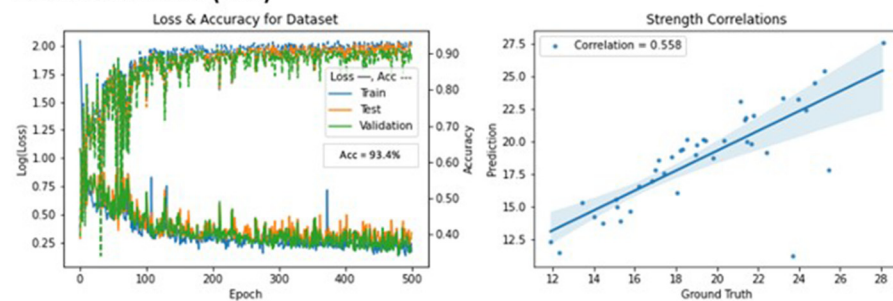 Loss & Accuracy for Dataset
2.00
1.75
1.50
1.25
1.00
0.75
0.50
0.25
Log(Loss)
0.90
0.80
0.70
0.60
0.50
0.40
Accuracy
Loss —, Acc ---
Train
Test
Validation
Acc = 93.4%
0 100 200 300 400 500
Epoch
Strength Correlations
27.5
25.0
22.5
20.0
17.5
15.0
12.5
Prediction
Correlation = 0.558
12 14 16 18 20 22 24 26 28
Ground Truth